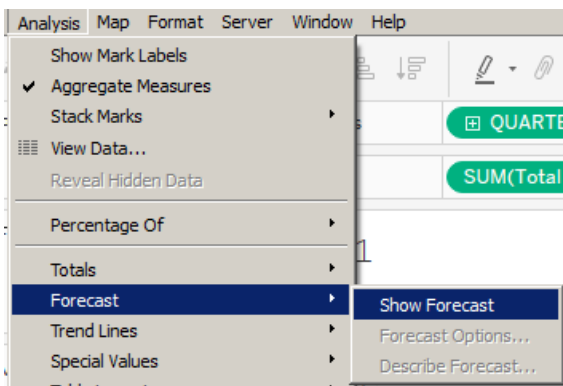 Analysis Map Format Server Window Help
Show Mark Labels
Aggregate Measures
Stack Marks
View Data...
Reveal Hidden Data
Percentage Of
Totals
Forecast
Trend Lines
Special Values
QUARTE
SUM(Total
1
Show Forecast
Forecast Options...
Describe Forecast...